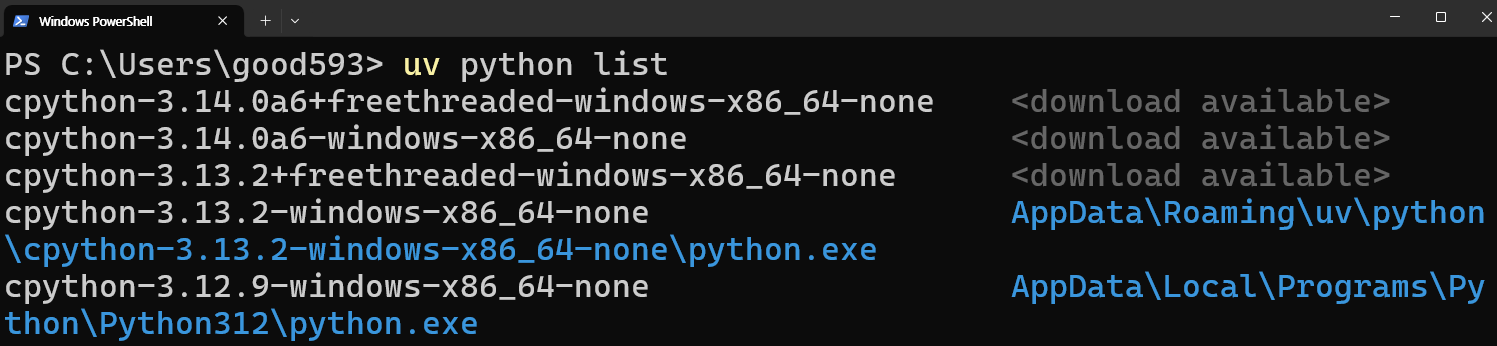 Windows PowerShell
PS C:\Users\good593> uv python list
cpython-3.14.0a6+freethreaded-windows-x86_64-none    <download available>
cpython-3.14.0a6-windows-x86_64-none    <download available>
cpython-3.13.2+freethreaded-windows-x86_64-none    <download available>
cpython-3.13.2-windows-x86_64-none    AppData\Roaming\uv\python
\cpython-3.13.2-windows-x86_64-none\python.exe
cpython-3.12.9-windows-x86_64-none    AppData\Local\Programs\Py
thon\Python312\python.exe